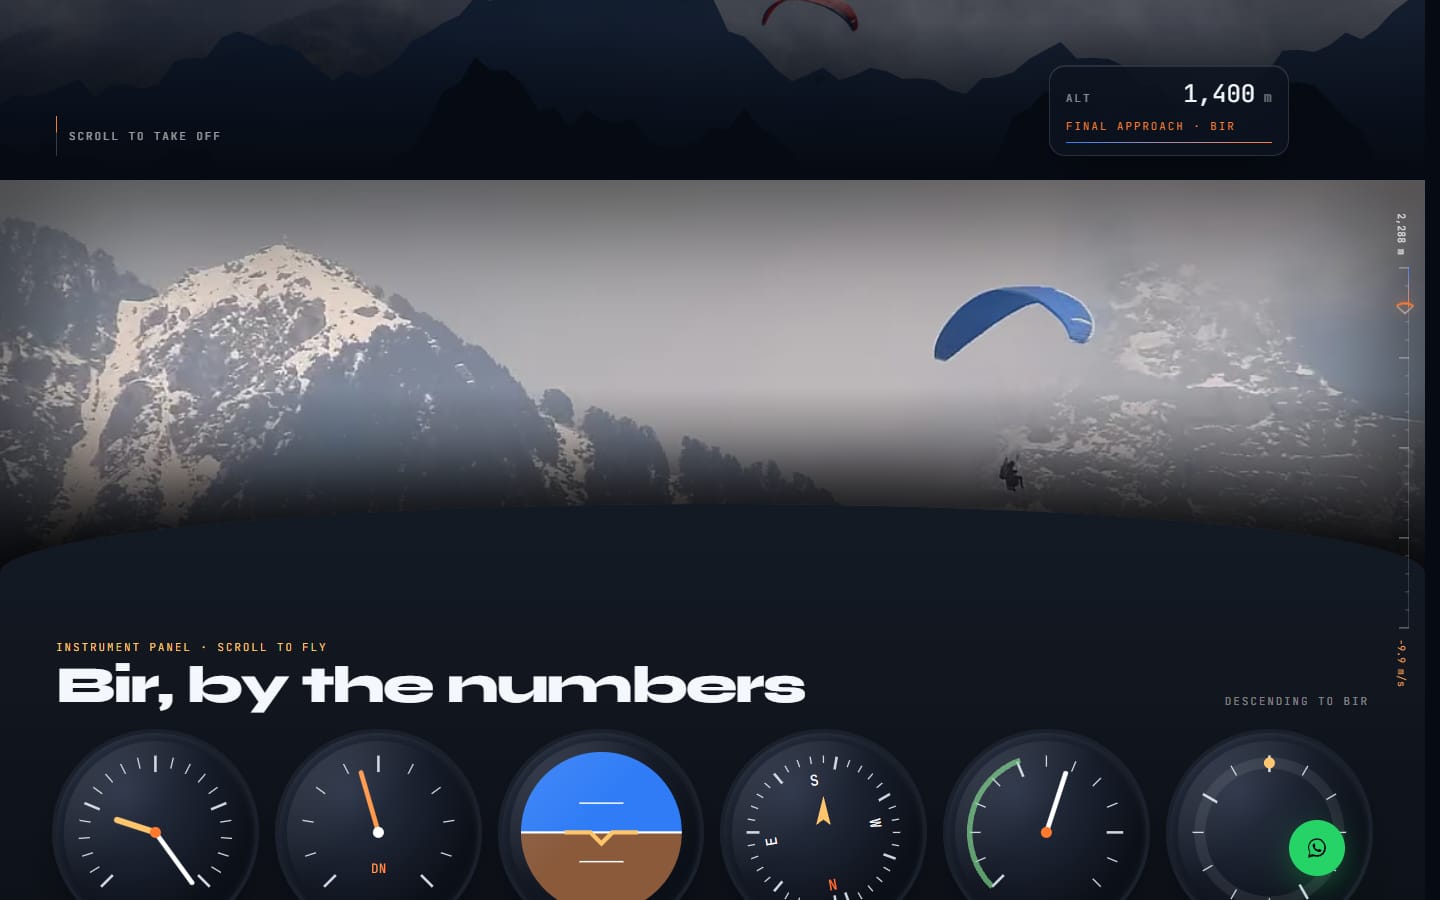 ALT 1,400 m
FINAL APPROACH · BIR
SCROLL TO TAKE OFF
2,288 m
-9.9 m/s
INSTRUMENT PANEL · SCROLL TO FLY
Bir, by the numbers
DESCENDING TO BIR
DN
S
E
W
N